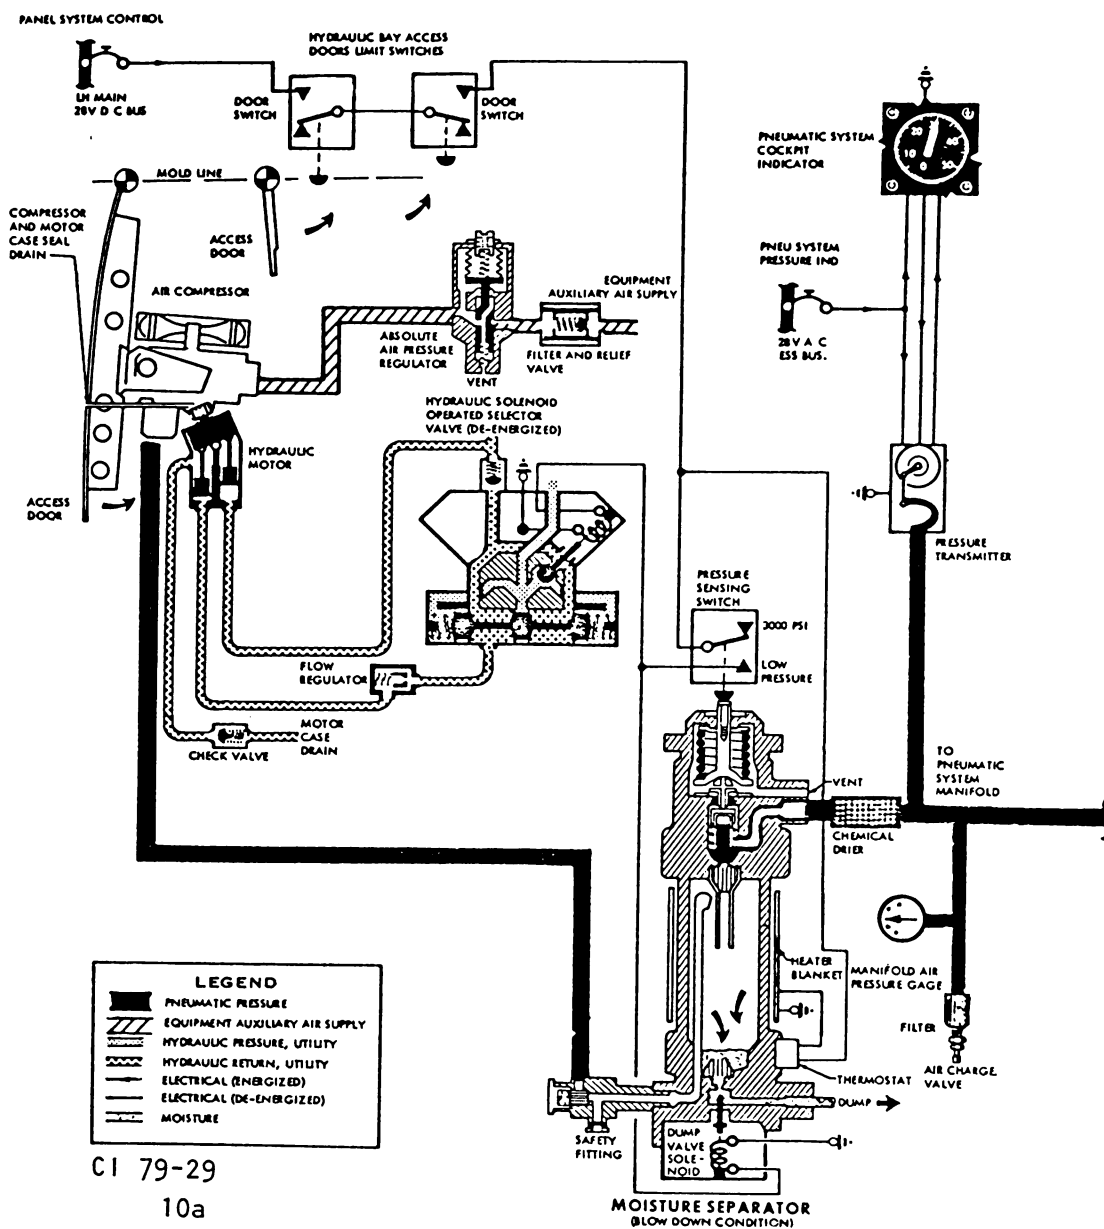 PANEL SYSTEM CONTROL
HYDRAULIC BAY ACCESS
DOORS LIMIT SWITCHES
LH MAIN
28V D C BUS
DOOR
SWITCH
DOOR
SWITCH
PNEUMATIC SYSTEM
COCKPIT
INDICATOR
20
40
10
0
50
MOLD LINE
COMPRESSOR
AND MOTOR
CASE SEAL
DRAIN
ACCESS
DOOR
AIR COMPRESSOR
PNEU SYSTEM
PRESSURE IND
28V A C
ESS BUS.
EQUIPMENT
AUXILIARY AIR SUPPLY
ABSOLUTE
AIR PRESSURE
REGULATOR
FILTER AND RELIEF
VALVE
VENT
HYDRAULIC SOLENOID
OPERATED SELECTOR
VALVE (DE-ENERGIZED)
HYDRAULIC
MOTOR
ACCESS
DOOR
PRESSURE
TRANSMITTER
PRESSURE
SENSING
SWITCH
3000 PSI
LOW
PRESSURE
FLOW
REGULATOR
MOTOR
CASE
DRAIN
CHECK VALVE
VENT
TO
PNEUMATIC
SYSTEM
MANIFOLD
CHEMICAL
DRIER
HEATER
BLANKET
MANIFOLD AIR
PRESSURE GAGE
FILTER
AIR CHARGE
VALVE
THERMOSTAT
DUMP
LEGEND
PNEUMATIC PRESSURE
EQUIPMENT AUXILIARY AIR SUPPLY
HYDRAULIC PRESSURE, UTILITY
HYDRAULIC RETURN, UTILITY
ELECTRICAL (ENERGIZED)
ELECTRICAL (DE-ENERGIZED)
MOISTURE
SAFETY
FITTING
DUMP
VALVE
SOLE-
NOID
MOISTURE SEPARATOR
(BLOW DOWN CONDITION)
CI 79-29
10a